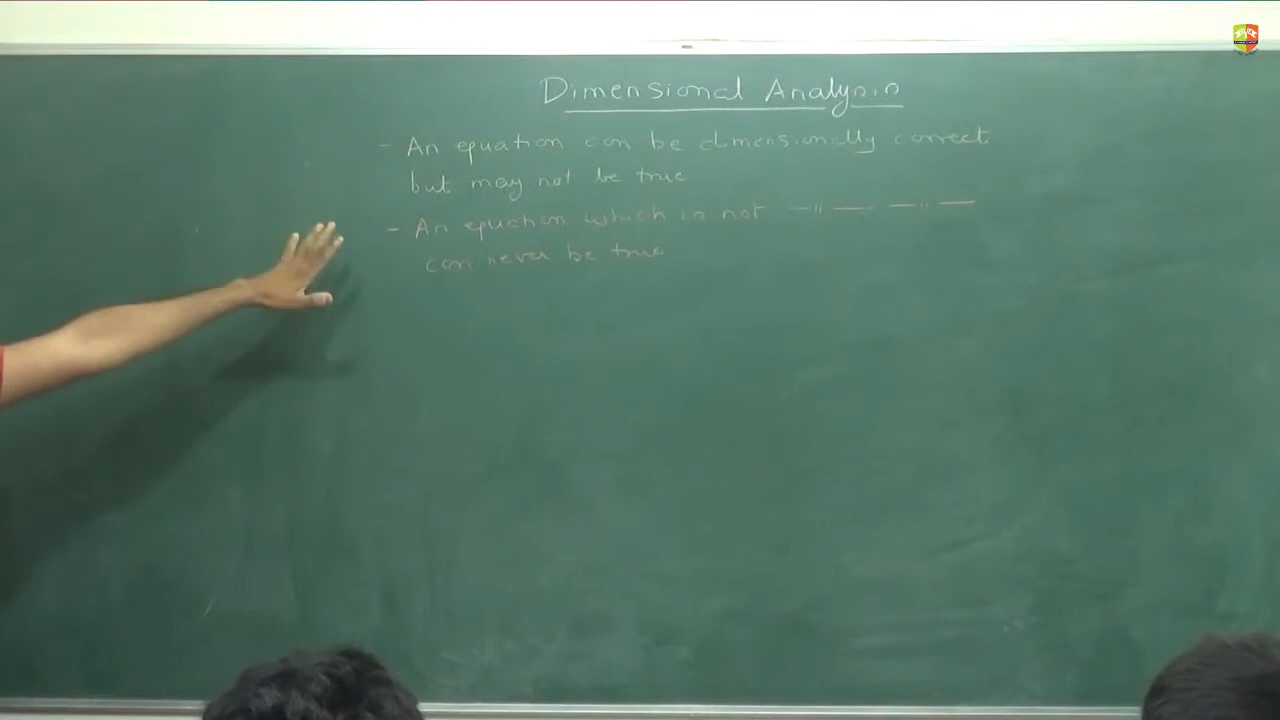 Dimensional Analysis
- An equation can be dimensionally correct
but may not be true
- An equation which is not —"— —"—
can never be true